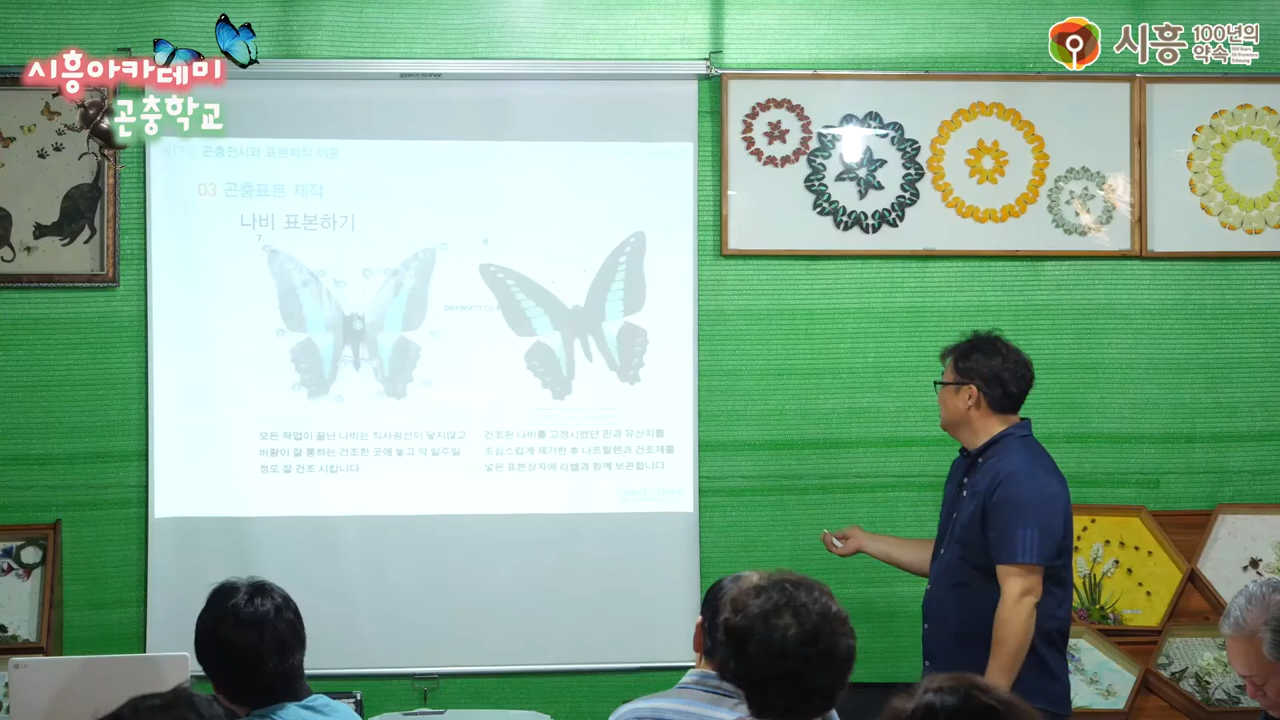 시흥아카데미
곤충학교
시흥 100년의 약속
곤충전시와 표본제작 이론
03 곤충표본 제작
나비 표본하기
7.
8.
모든 작업이 끝난 나비는 직사광선이 닿지않고
바람이 잘 통하는 건조한 곳에 놓고 약 일주일
정도 잘 건조 시킵니다
건조된 나비를 고정시켰던 핀과 유산지를
조심스럽게 제거한 후 나프탈렌과 건조제를
넣은 표본상자에 라벨과 함께 보관합니다.
LG